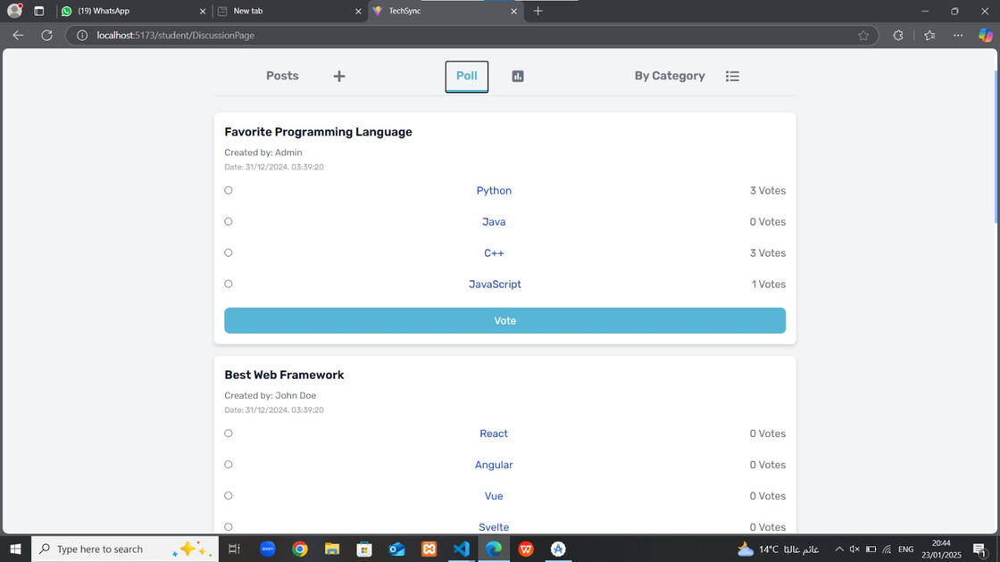 (19) WhatsApp
New tab
TechSync
localhost:5173/student/DiscussionPage
Posts
Poll
By Category
Favorite Programming Language
Created by: Admin
Date: 31/12/2024, 03:39:20
Python 3 Votes
Java 0 Votes
C++ 3 Votes
JavaScript 1 Votes
Vote
Best Web Framework
Created by: John Doe
Date: 31/12/2024, 03:39:20
React 0 Votes
Angular 0 Votes
Vue 0 Votes
Svelte 0 Votes
Type here to search
zoom
14°C غائم غالبًا
ENG
20:44
23/01/2025
1